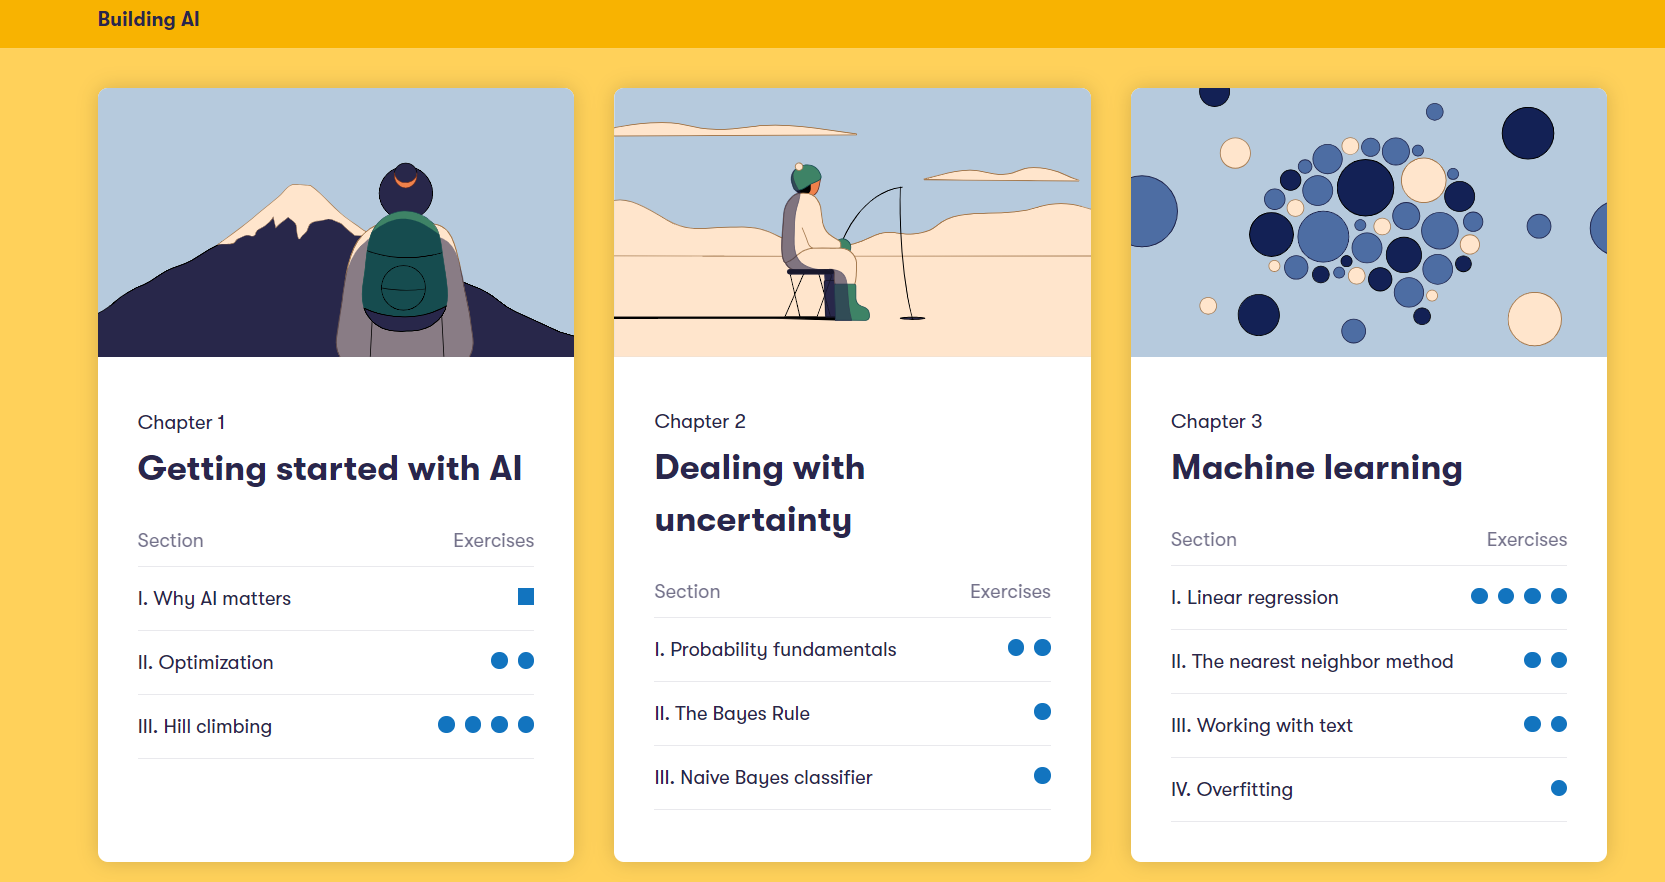 Building AI
Chapter 1
Getting started with AI
Section Exercises
I. Why AI matters
II. Optimization
III. Hill climbing
Chapter 2
Dealing with
uncertainty
Section Exercises
I. Probability fundamentals
II. The Bayes Rule
III. Naive Bayes classifier
Chapter 3
Machine learning
Section Exercises
I. Linear regression
II. The nearest neighbor method
III. Working with text
IV. Overfitting